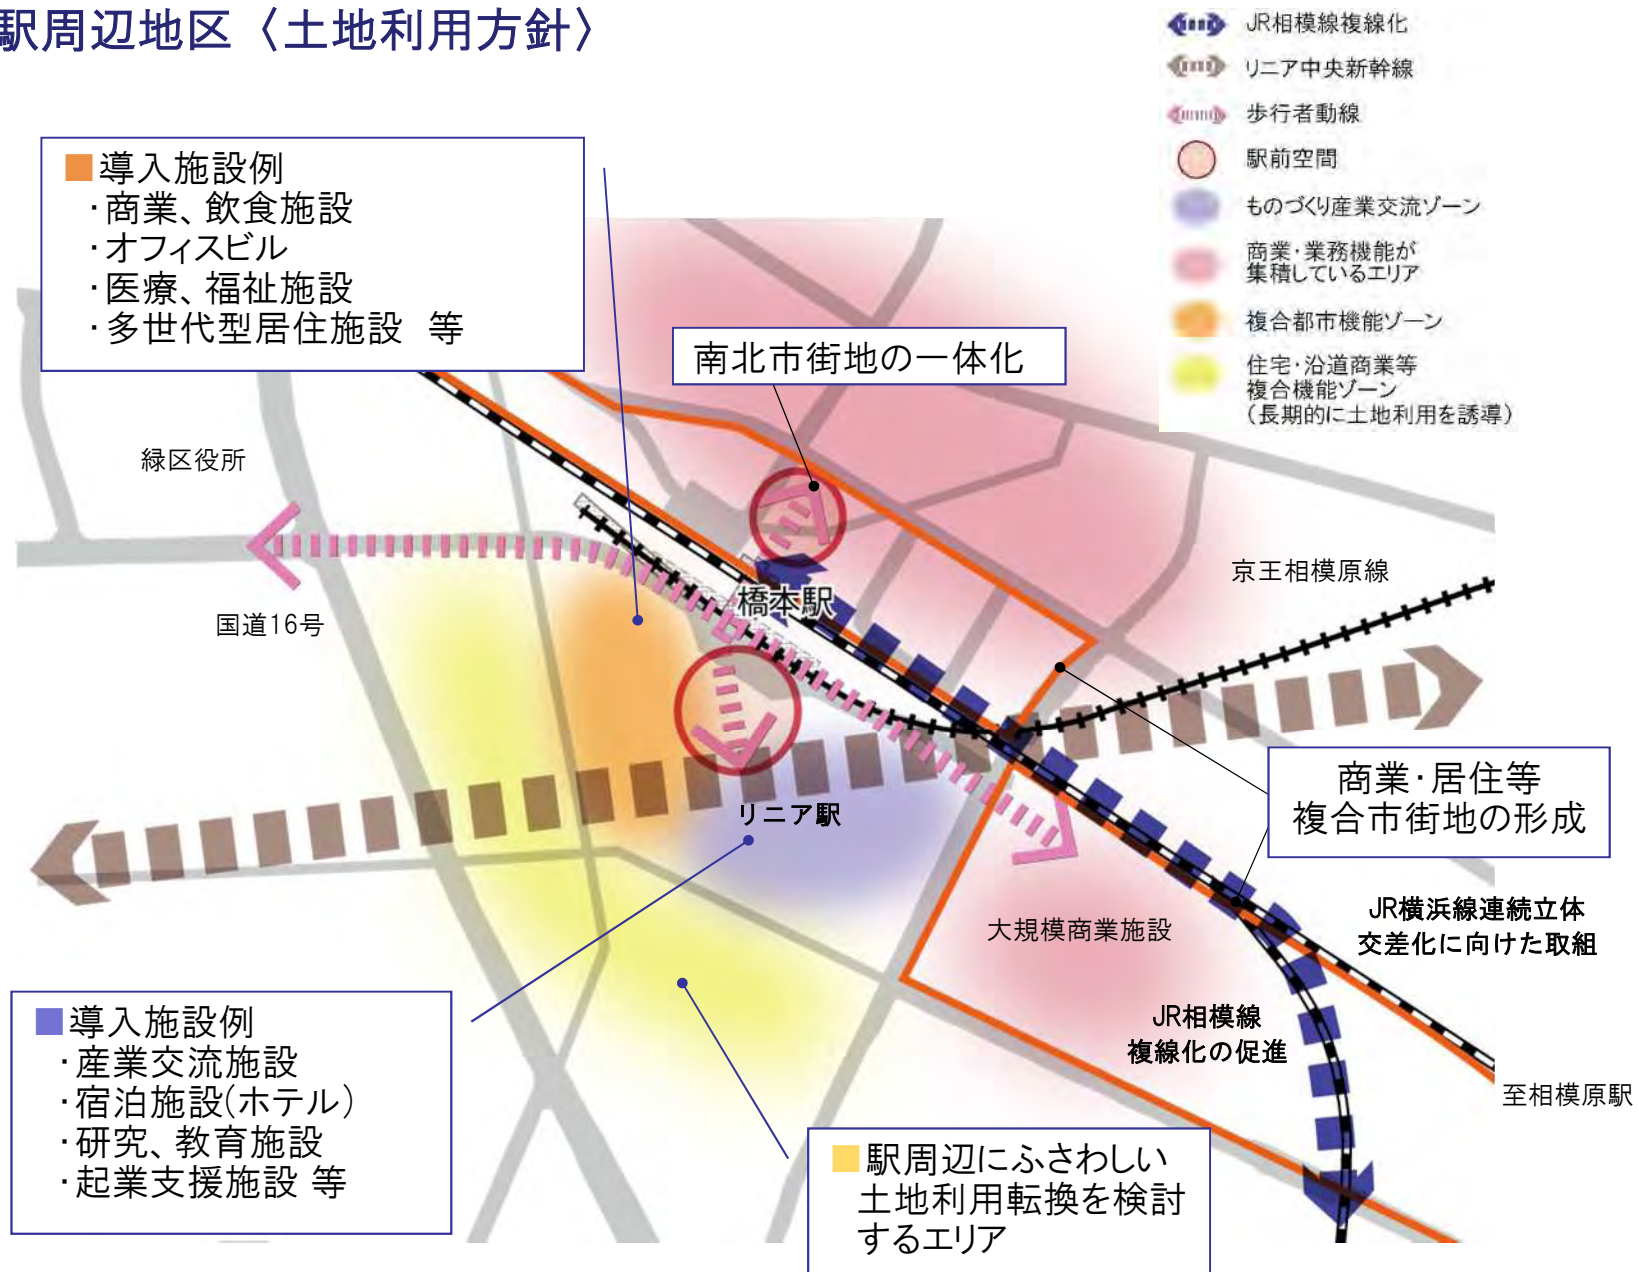 駅周辺地区〈土地利用方針〉
JR相模線複線化
リニア中央新幹線
歩行者動線
駅前空間
ものづくり産業交流ゾーン
商業・業務機能が
集積しているエリア
複合都市機能ゾーン
住宅・沿道商業等
複合機能ゾーン
(長期的に土地利用を誘導)
■導入施設例
・商業、飲食施設
・オフィスビル
・医療、福祉施設
・多世代型居住施設 等
南北市街地の一体化
緑区役所
国道16号
橋本駅
京王相模原線
リニア駅
商業・居住等
複合市街地の形成
大規模商業施設
JR横浜線連続立体
交差化に向けた取組
JR相模線
複線化の促進
至相模原駅
■導入施設例
・産業交流施設
・宿泊施設(ホテル)
・研究、教育施設
・起業支援施設 等
■駅周辺にふさわしい
土地利用転換を検討
するエリア